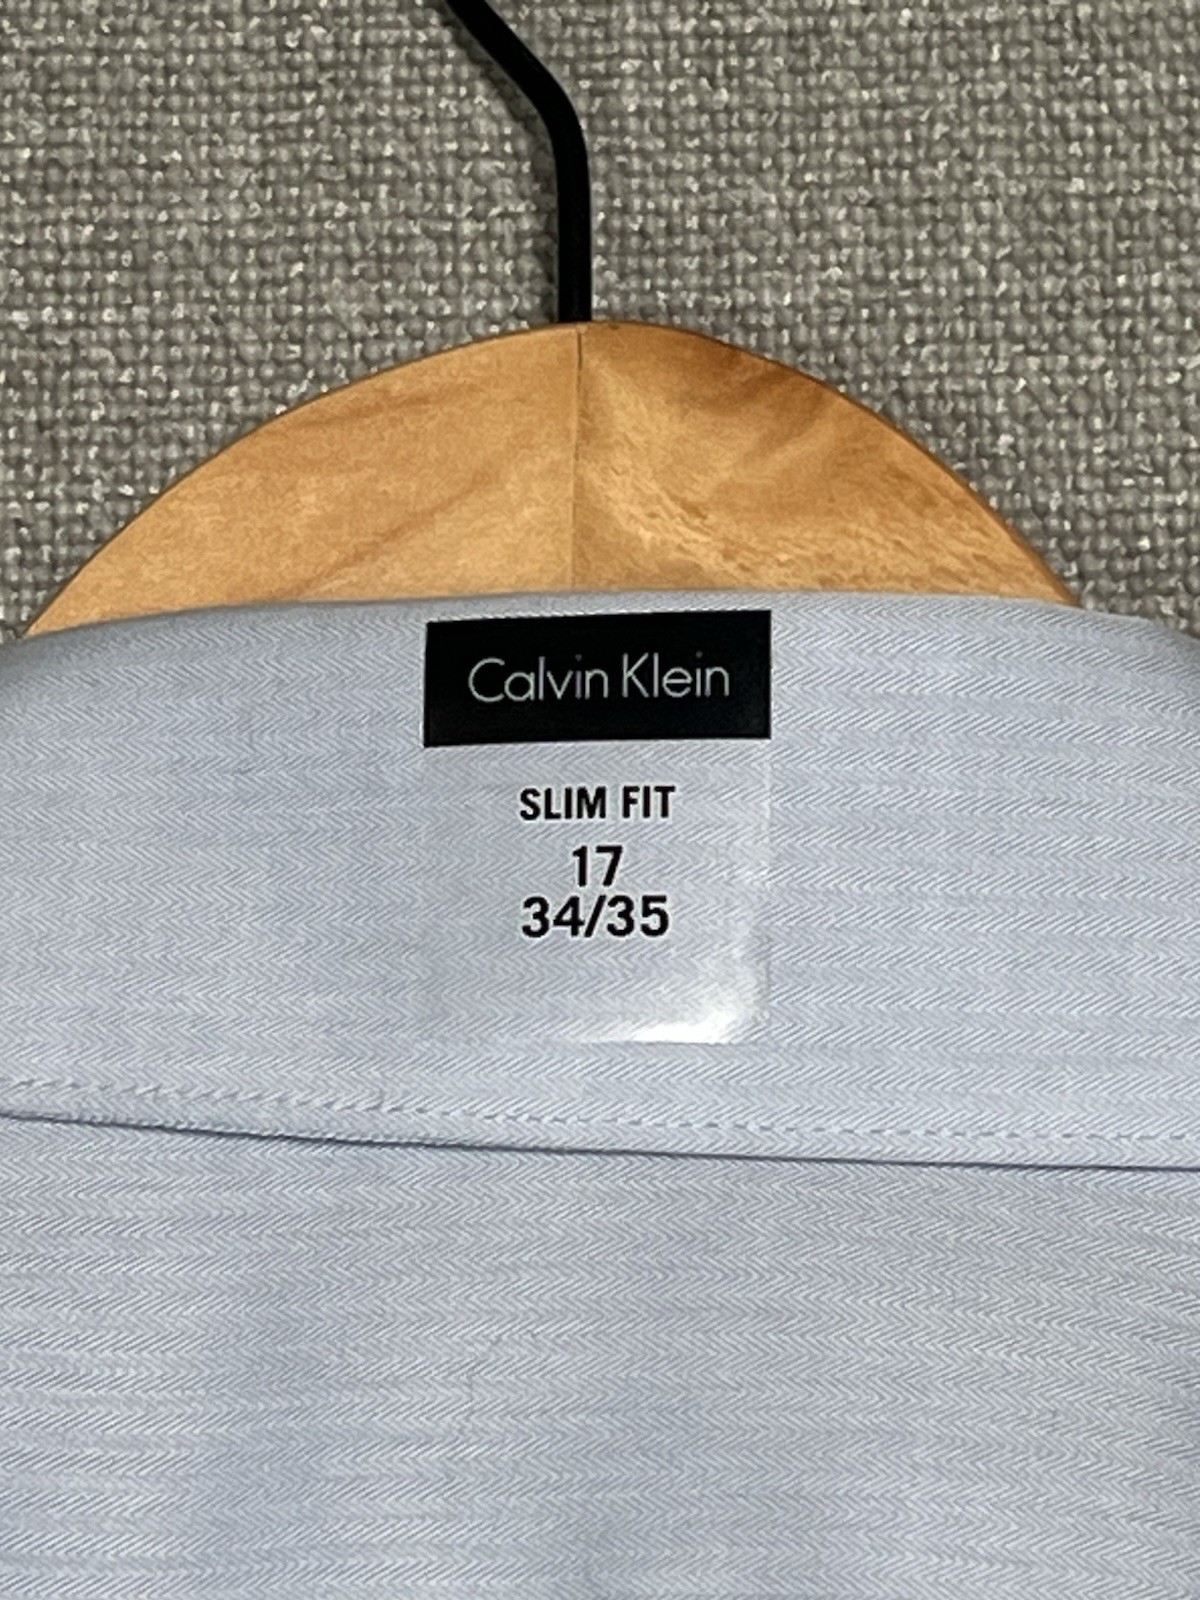 Calvin Klein
SLIM FIT
17
34/35